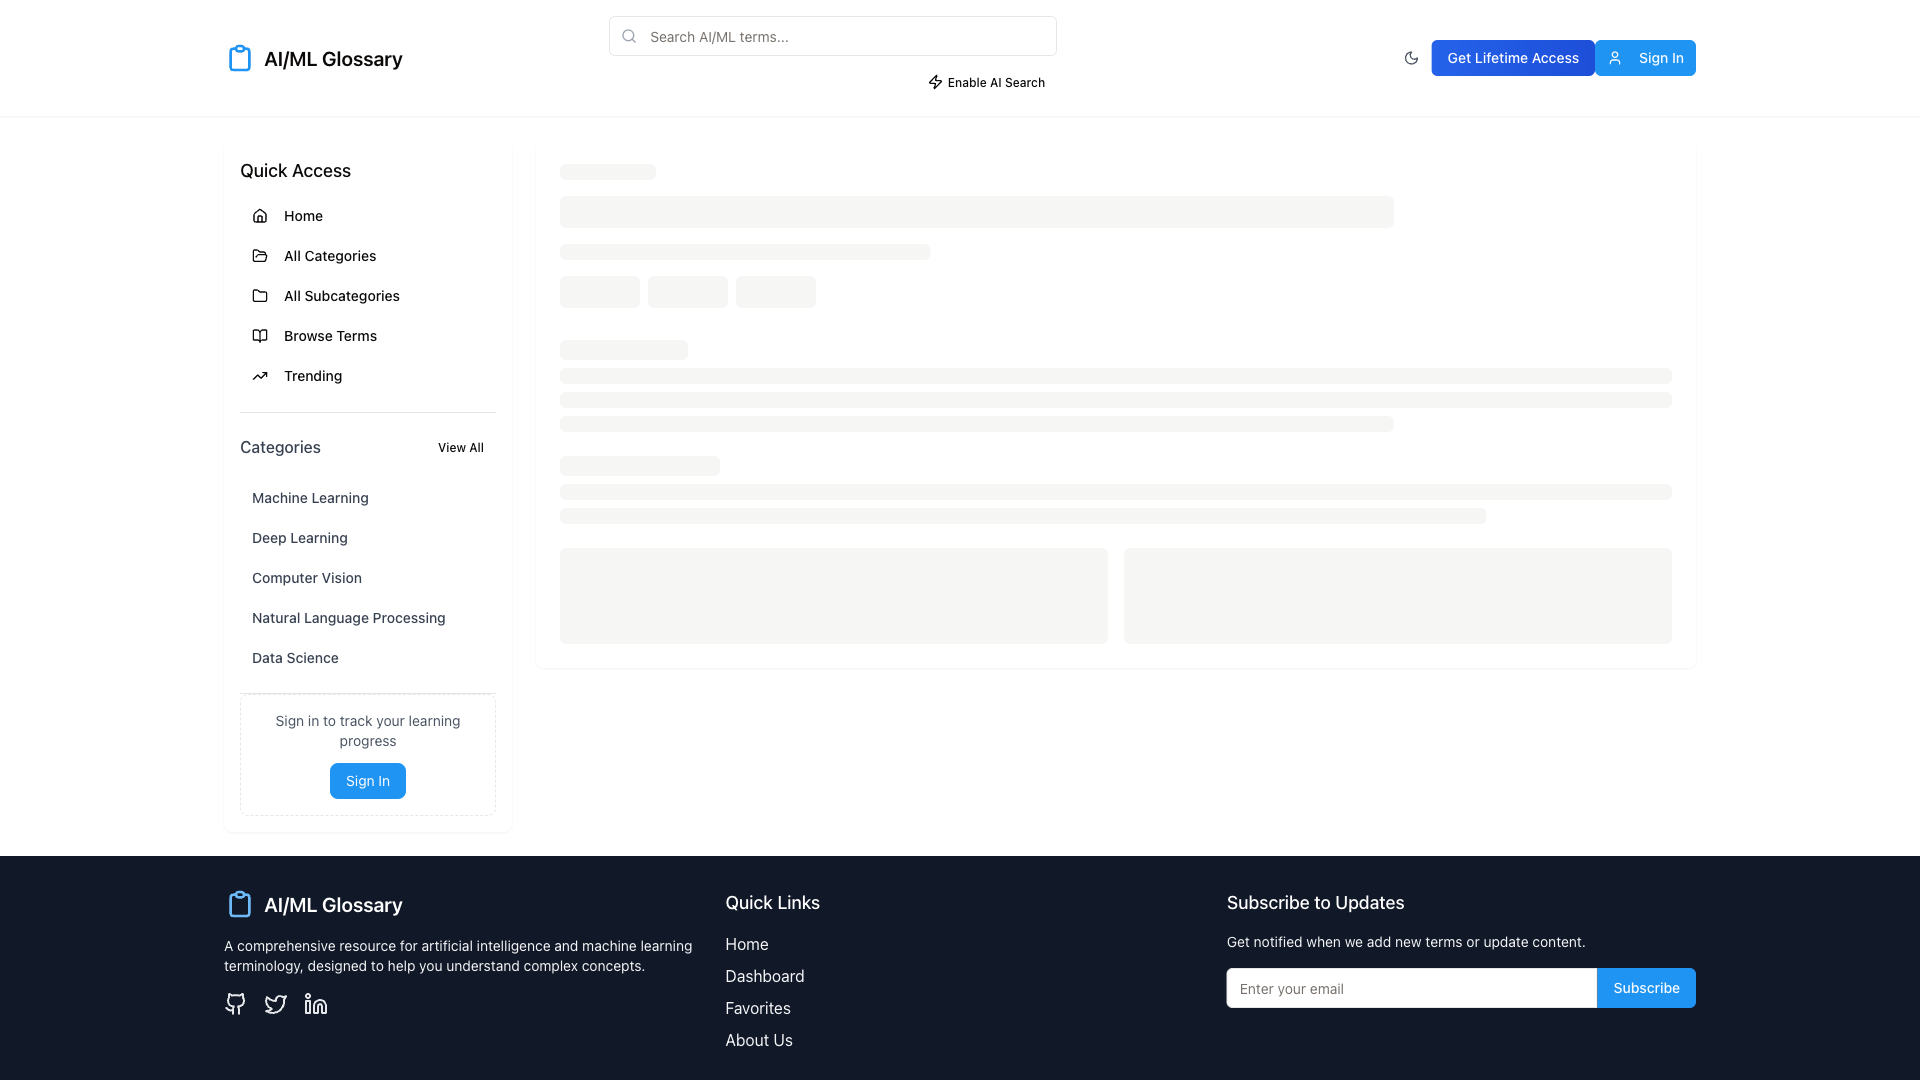 AI/ML Glossary
Search AI/ML terms...
Enable AI Search
Get Lifetime Access
Sign In
Quick Access
Home
All Categories
All Subcategories
Browse Terms
Trending
Categories
View All
Machine Learning
Deep Learning
Computer Vision
Natural Language Processing
Data Science
Sign in to track your learning
progress
Sign In
AI/ML Glossary
A comprehensive resource for artificial intelligence and machine learning
terminology, designed to help you understand complex concepts.
Quick Links
Home
Dashboard
Favorites
About Us
Subscribe to Updates
Get notified when we add new terms or update content.
Enter your email
Subscribe